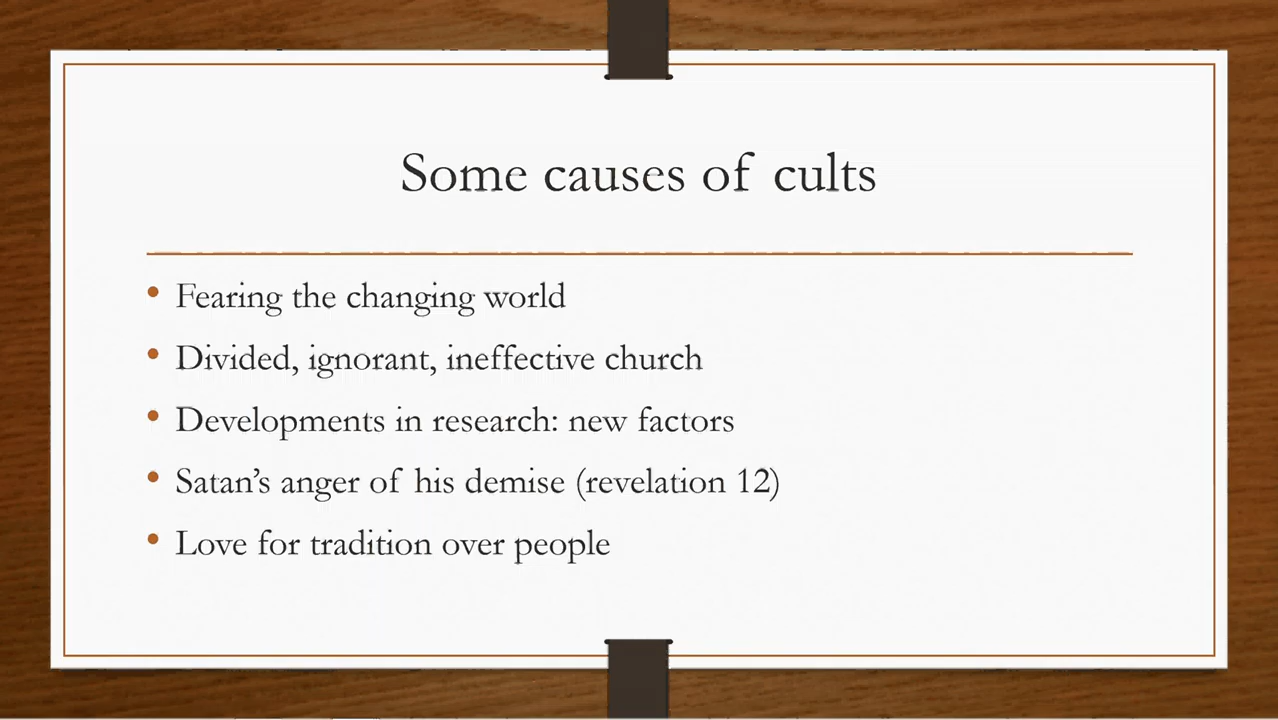 Some causes of cults
• Fearing the changing world
• Divided, ignorant, ineffective church
• Developments in research: new factors
• Satan’s anger of his demise (revelation 12)
• Love for tradition over people